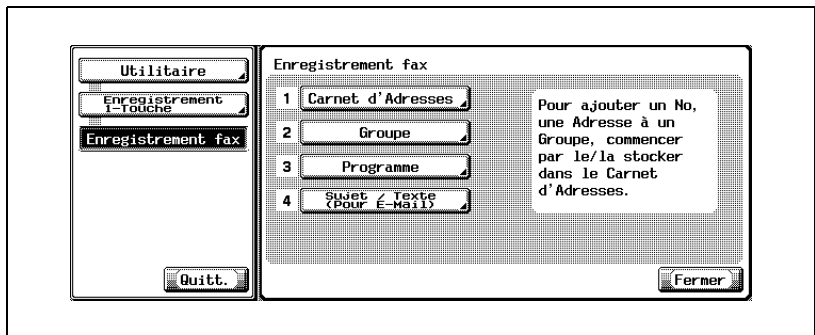 Utilitaire
Enregistrement
1-Touche
Enregistrement fax
Quitt.
Enregistrement fax
1 Carnet d'Adresses
2 Groupe
3 Programme
4 Sujet / Texte
(Pour E-Mail)
Pour ajouter un No,
une Adresse à un
Groupe, commencer
par le/la stocker
dans le Carnet
d'Adresses.
Fermer